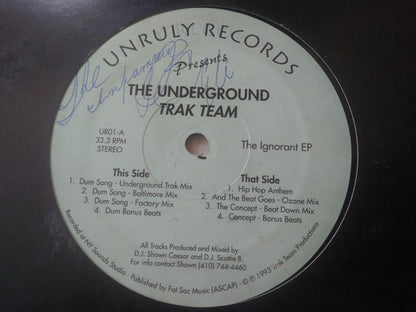 UNRULY RECORDS
Presents
THE UNDERGROUND
TRAK TEAM
UR01-A
33.3 RPM
STEREO
The Ignorant EP
This Side
1. Dum Song - Underground Trak Mix
2. Dum Song - Baltimore Mix
3. Dum Song - Factory Mix
4. Dum Bonus Beats
That Side
1. Hip Hop Anthem
2. And The Beat Goes - Ozone Mix
3. The Concept - Beat Down Mix
4. Concept - Bonus Beats
All Tracks Produced and Mixed by
D.J. Shawn Caesar and D.J. Scottie B.
For info contact Shawn (410) 744-4460
Recorded at NY Sounds Studio - Published by Fat Sac Music (ASCAP) - © ℗ 1993 Trak Team Productions
The